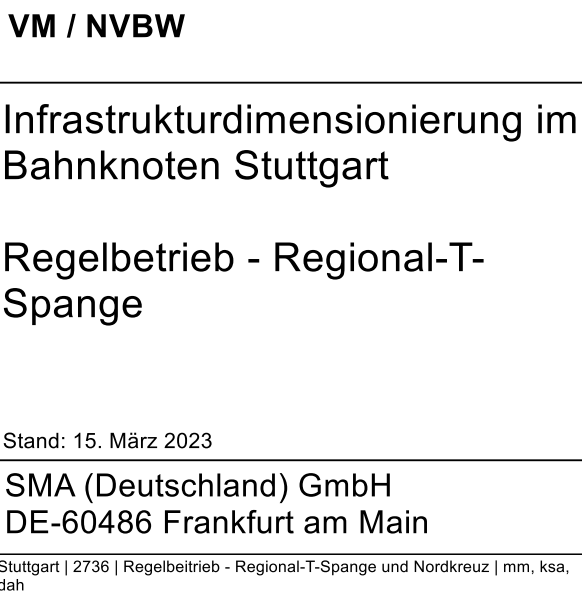 VM / NVBW
Infrastrukturdimensionierung im
Bahnknoten Stuttgart
Regelbetrieb - Regional-T-
Spange
Stand: 15. März 2023
SMA (Deutschland) GmbH
DE-60486 Frankfurt am Main
Stuttgart | 2736 | Regelbeitrieb - Regional-T-Spange und Nordkreuz | mm, ksa,
dah